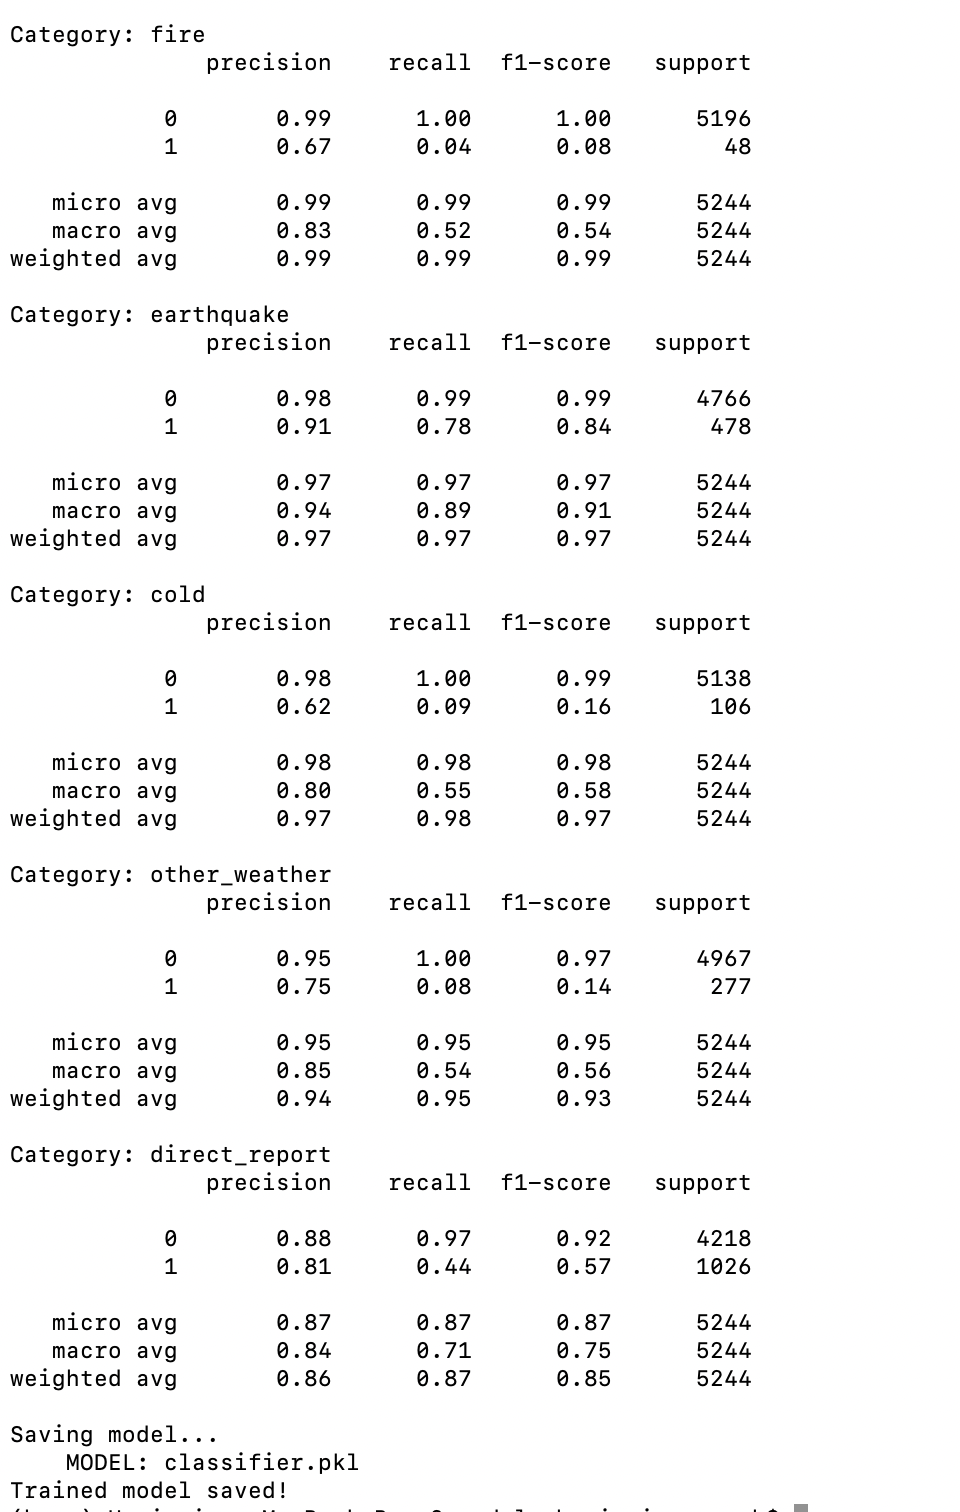 Category: fire
precision recall f1-score support
0 0.99 1.00 1.00 5196
1 0.67 0.04 0.08 48
micro avg 0.99 0.99 0.99 5244
macro avg 0.83 0.52 0.54 5244
weighted avg 0.99 0.99 0.99 5244
Category: earthquake
precision recall f1-score support
0 0.98 0.99 0.99 4766
1 0.91 0.78 0.84 478
micro avg 0.97 0.97 0.97 5244
macro avg 0.94 0.89 0.91 5244
weighted avg 0.97 0.97 0.97 5244
Category: cold
precision recall f1-score support
0 0.98 1.00 0.99 5138
1 0.62 0.09 0.16 106
micro avg 0.98 0.98 0.98 5244
macro avg 0.80 0.55 0.58 5244
weighted avg 0.97 0.98 0.97 5244
Category: other_weather
precision recall f1-score support
0 0.95 1.00 0.97 4967
1 0.75 0.08 0.14 277
micro avg 0.95 0.95 0.95 5244
macro avg 0.85 0.54 0.56 5244
weighted avg 0.94 0.95 0.93 5244
Category: direct_report
precision recall f1-score support
0 0.88 0.97 0.92 4218
1 0.81 0.44 0.57 1026
micro avg 0.87 0.87 0.87 5244
macro avg 0.84 0.71 0.75 5244
weighted avg 0.86 0.87 0.85 5244
Saving model...
MODEL: classifier.pkl
Trained model saved!